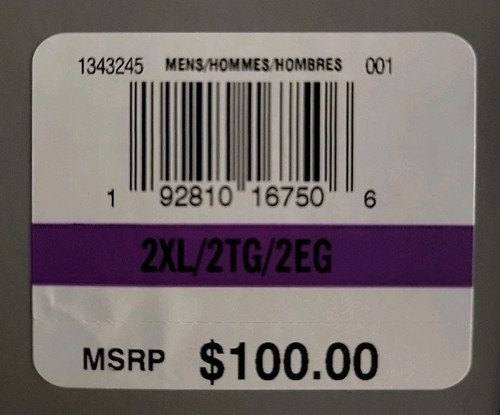 1343245 MENS/HOMMES/HOMBRES 001
1 92810 16750 6
2XL/2TG/2EG
MSRP $100.00